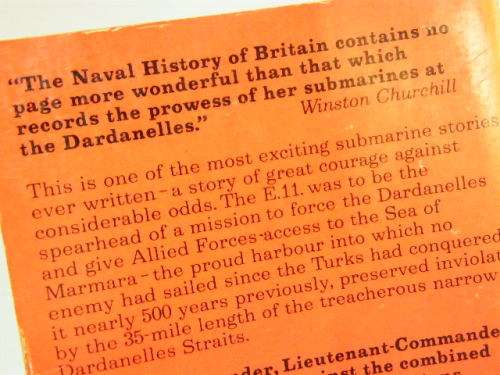 “The Naval History of Britain contains no
page more wonderful than that which
records the prowess of her submarines at
the Dardanelles.”
Winston Churchill
This is one of the most exciting submarine stories
ever written - a story of great courage against
considerable odds. The E.11. was to be the
spearhead of a mission to force the Dardanelles
and give Allied Forces-access to the Sea of
Marmara - the proud harbour into which no
enemy had sailed since the Turks had conquered
it nearly 500 years previously, preserved inviola
by the 35-mile length of the treacherous narrow
Dardanelles Straits.
nder, Lieutenant-Commande
inst the combined